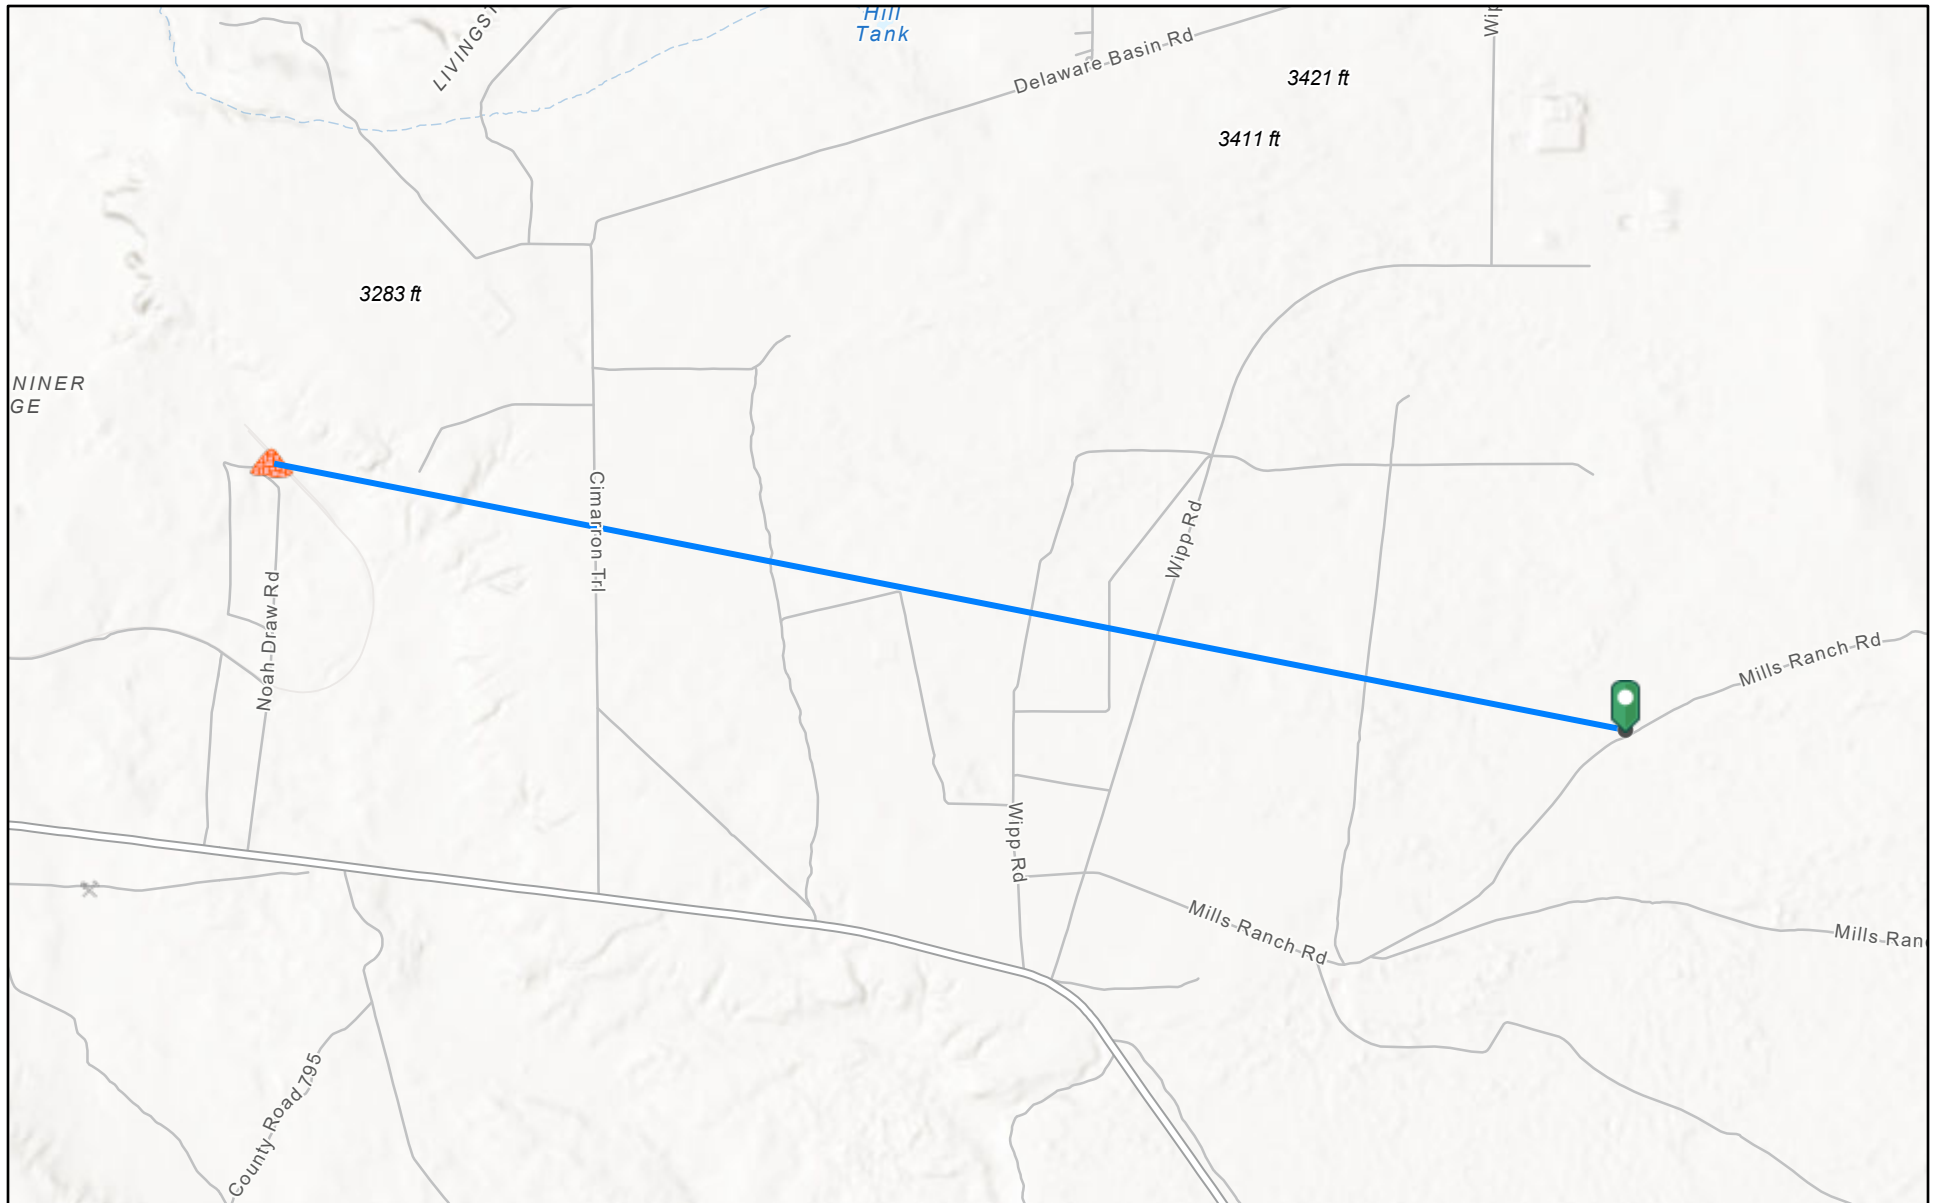 Hill
Tank
LIVINGST
Delaware Basin Rd
Wip
3421 ft
3411 ft
3283 ft
NINER
GE
Cimarron Trl
Wipp Rd
Noah Draw Rd
Mills Ranch Rd
Wipp Rd
Mills Ranch Rd
Mills Ran
County Road 795